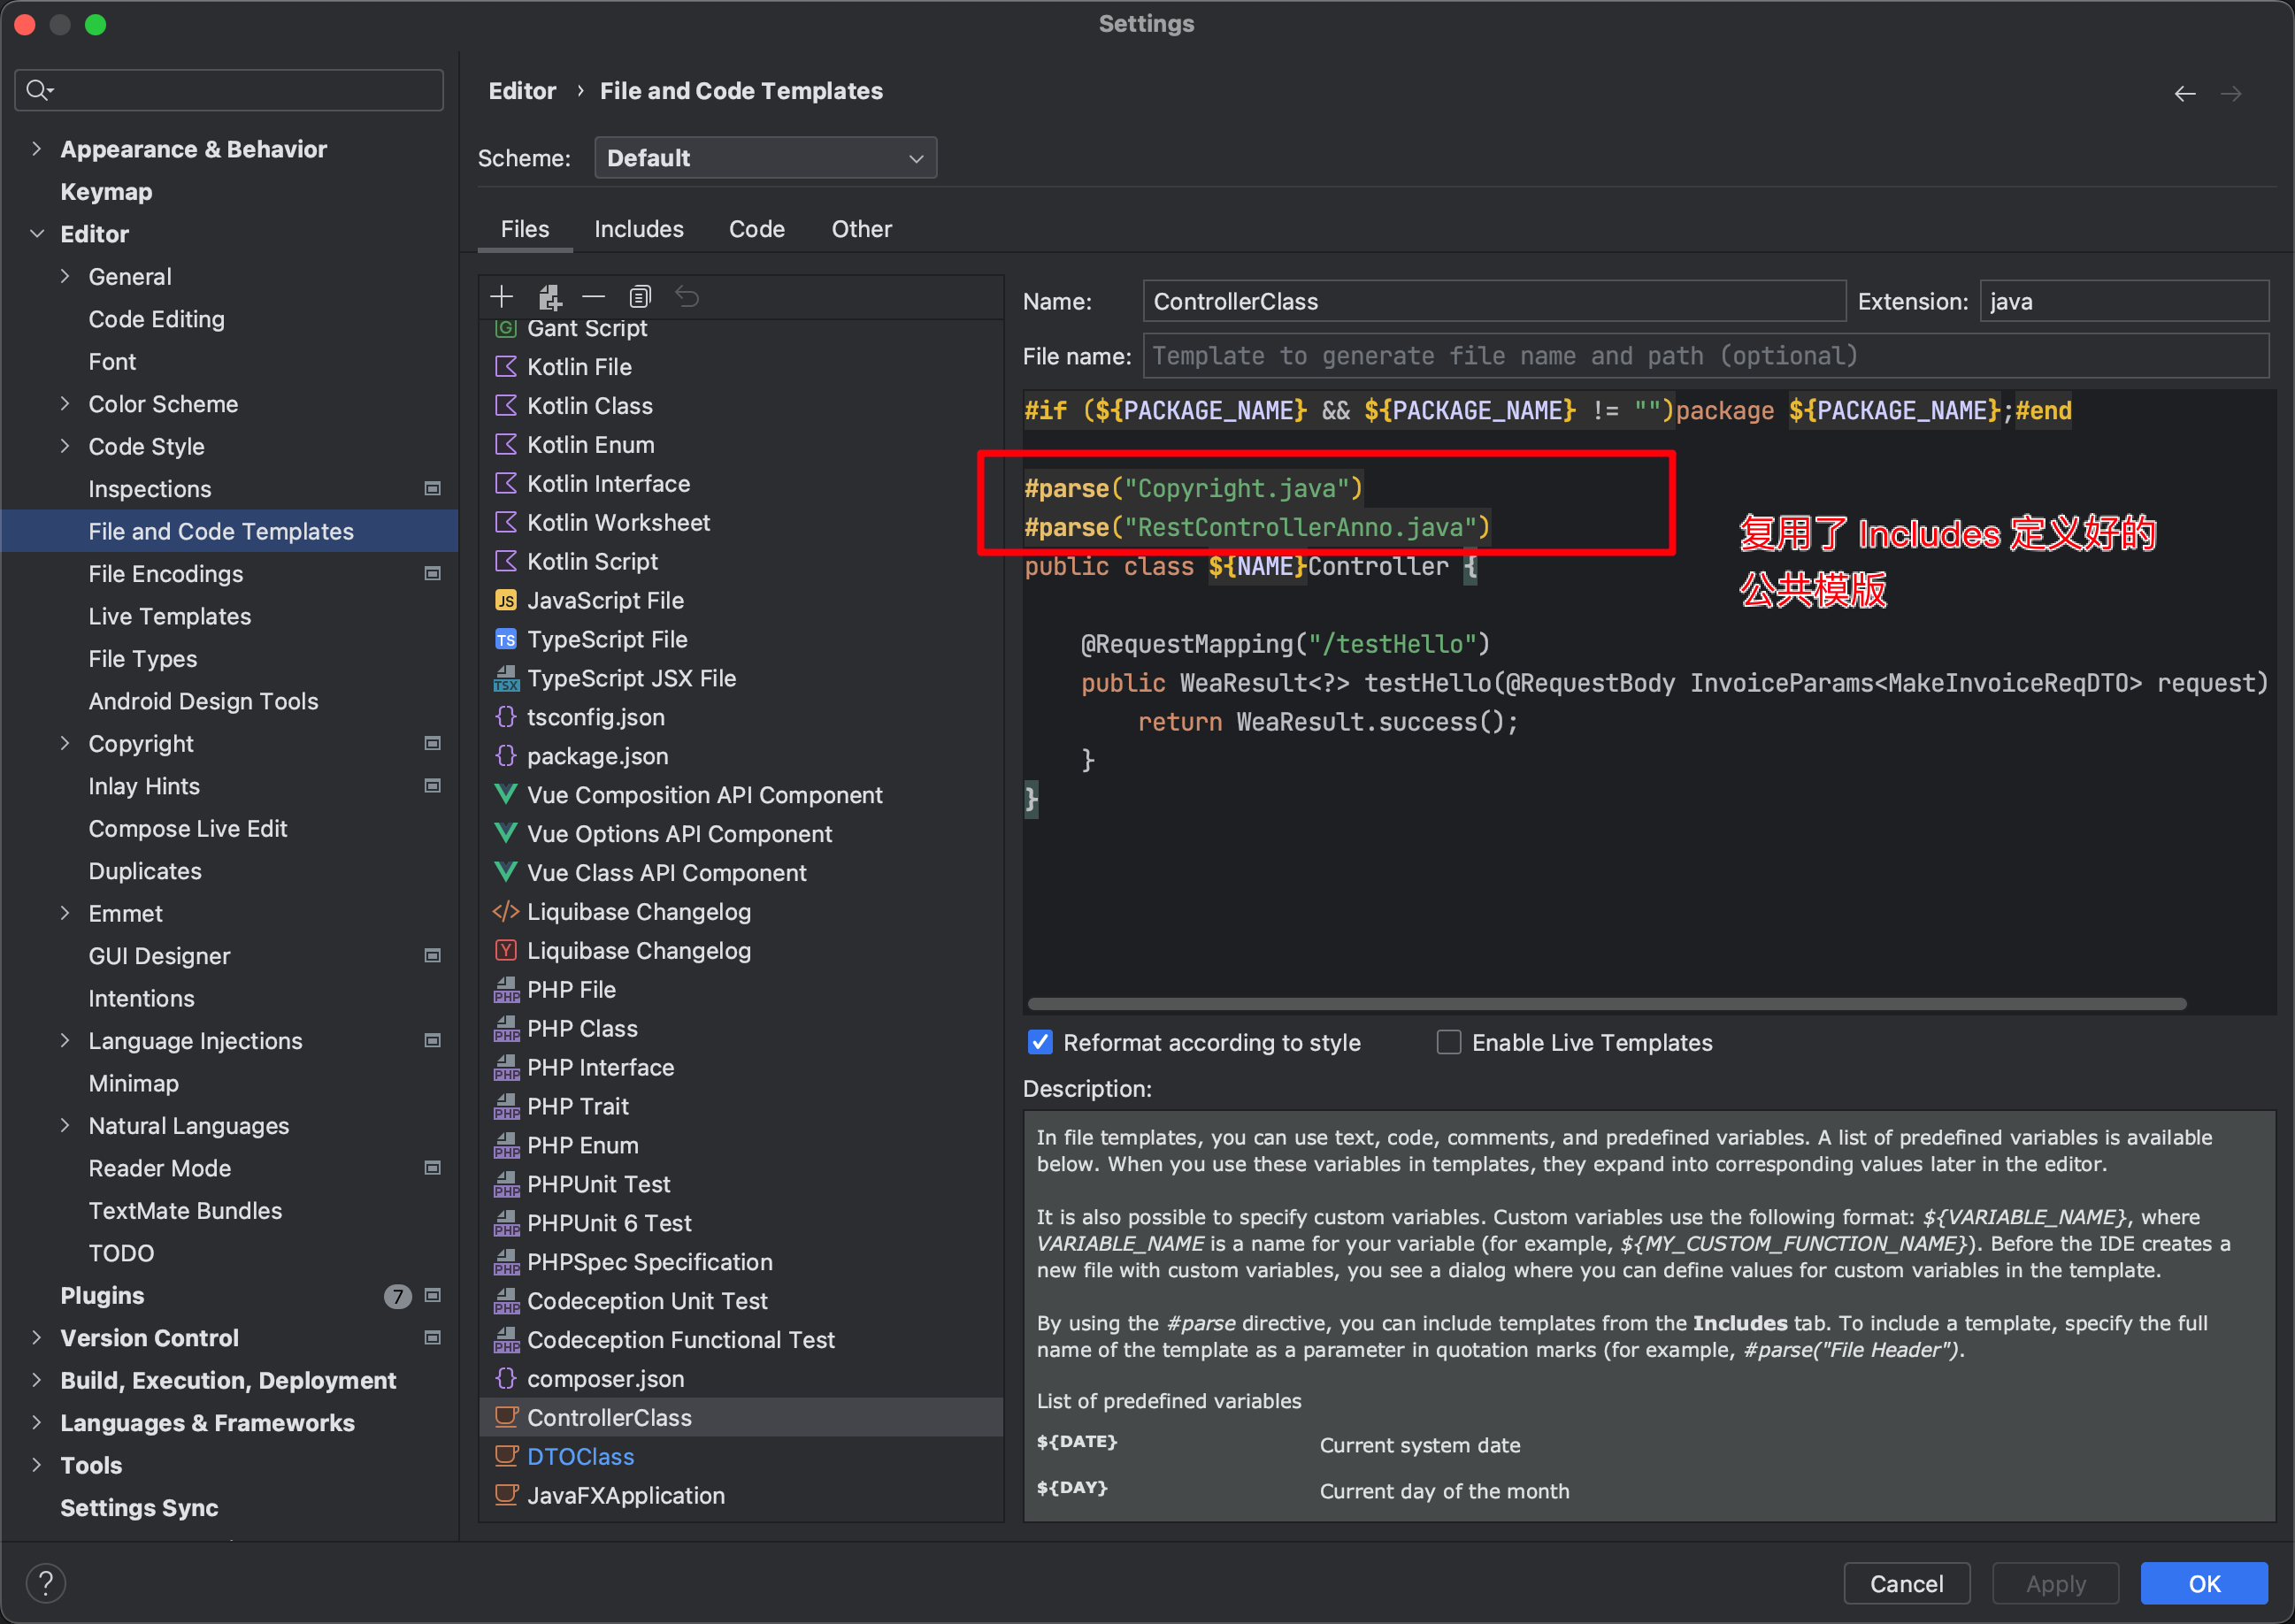 Settings
Appearance & Behavior
Keymap
Editor
General
Code Editing
Font
Color Scheme
Code Style
Inspections
File and Code Templates
File Encodings
Live Templates
File Types
Android Design Tools
Copyright
Inlay Hints
Compose Live Edit
Duplicates
Emmet
GUI Designer
Intentions
Language Injections
Minimap
Natural Languages
Reader Mode
TextMate Bundles
TODO
Plugins 7
Version Control
Build, Execution, Deployment
Languages & Frameworks
Tools
Settings Sync
Editor › File and Code Templates
Scheme: Default
Files Includes Code Other
Gant Script
Kotlin File
Kotlin Class
Kotlin Enum
Kotlin Interface
Kotlin Worksheet
Kotlin Script
JS JavaScript File
TS TypeScript File
TSX TypeScript JSX File
tsconfig.json
package.json
Vue Composition API Component
Vue Options API Component
Vue Class API Component
Liquibase Changelog
Y Liquibase Changelog
PHP PHP File
PHP PHP Class
PHP PHP Interface
PHP PHP Trait
PHP PHP Enum
PHP PHPUnit Test
PHP PHPUnit 6 Test
PHP PHPSpec Specification
PHP Codeception Unit Test
PHP Codeception Functional Test
composer.json
ControllerClass
DTOClass
JavaFXApplication
Name: ControllerClass Extension: java
File name: Template to generate file name and path (optional)
#if (${PACKAGE_NAME} && ${PACKAGE_NAME} != "")package ${PACKAGE_NAME};#end
#parse("Copyright.java")
#parse("RestControllerAnno.java")
public class ${NAME}Controller {
@RequestMapping("/testHello")
public WeaResult<?> testHello(@RequestBody InvoiceParams<MakeInvoiceReqDTO> request)
return WeaResult.success();
}
}
复用了 Includes 定义好的
公共模版
Reformat according to style
Enable Live Templates
Description:
In file templates, you can use text, code, comments, and predefined variables. A list of predefined variables is available
below. When you use these variables in templates, they expand into corresponding values later in the editor.
It is also possible to specify custom variables. Custom variables use the following format: ${VARIABLE_NAME}, where
VARIABLE_NAME is a name for your variable (for example, ${MY_CUSTOM_FUNCTION_NAME}). Before the IDE creates a
new file with custom variables, you see a dialog where you can define values for custom variables in the template.
By using the #parse directive, you can include templates from the Includes tab. To include a template, specify the full
name of the template as a parameter in quotation marks (for example, #parse("File Header").
List of predefined variables
${DATE} Current system date
${DAY} Current day of the month
?
Cancel Apply OK